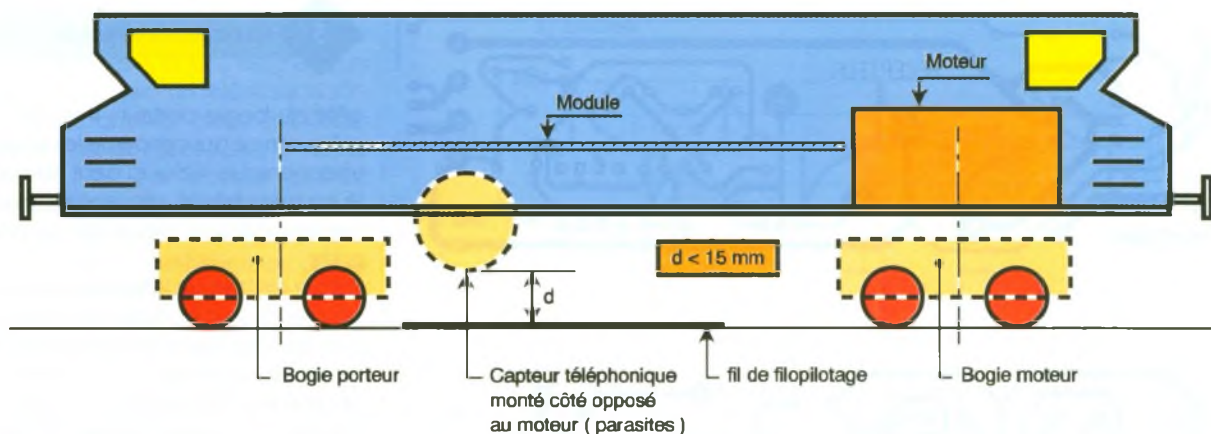 Moteur
Module
d < 15 mm
d
Bogie porteur
Capteur téléphonique
monté côté opposé
au moteur ( parasites )
fil de filopilotage
Bogie moteur